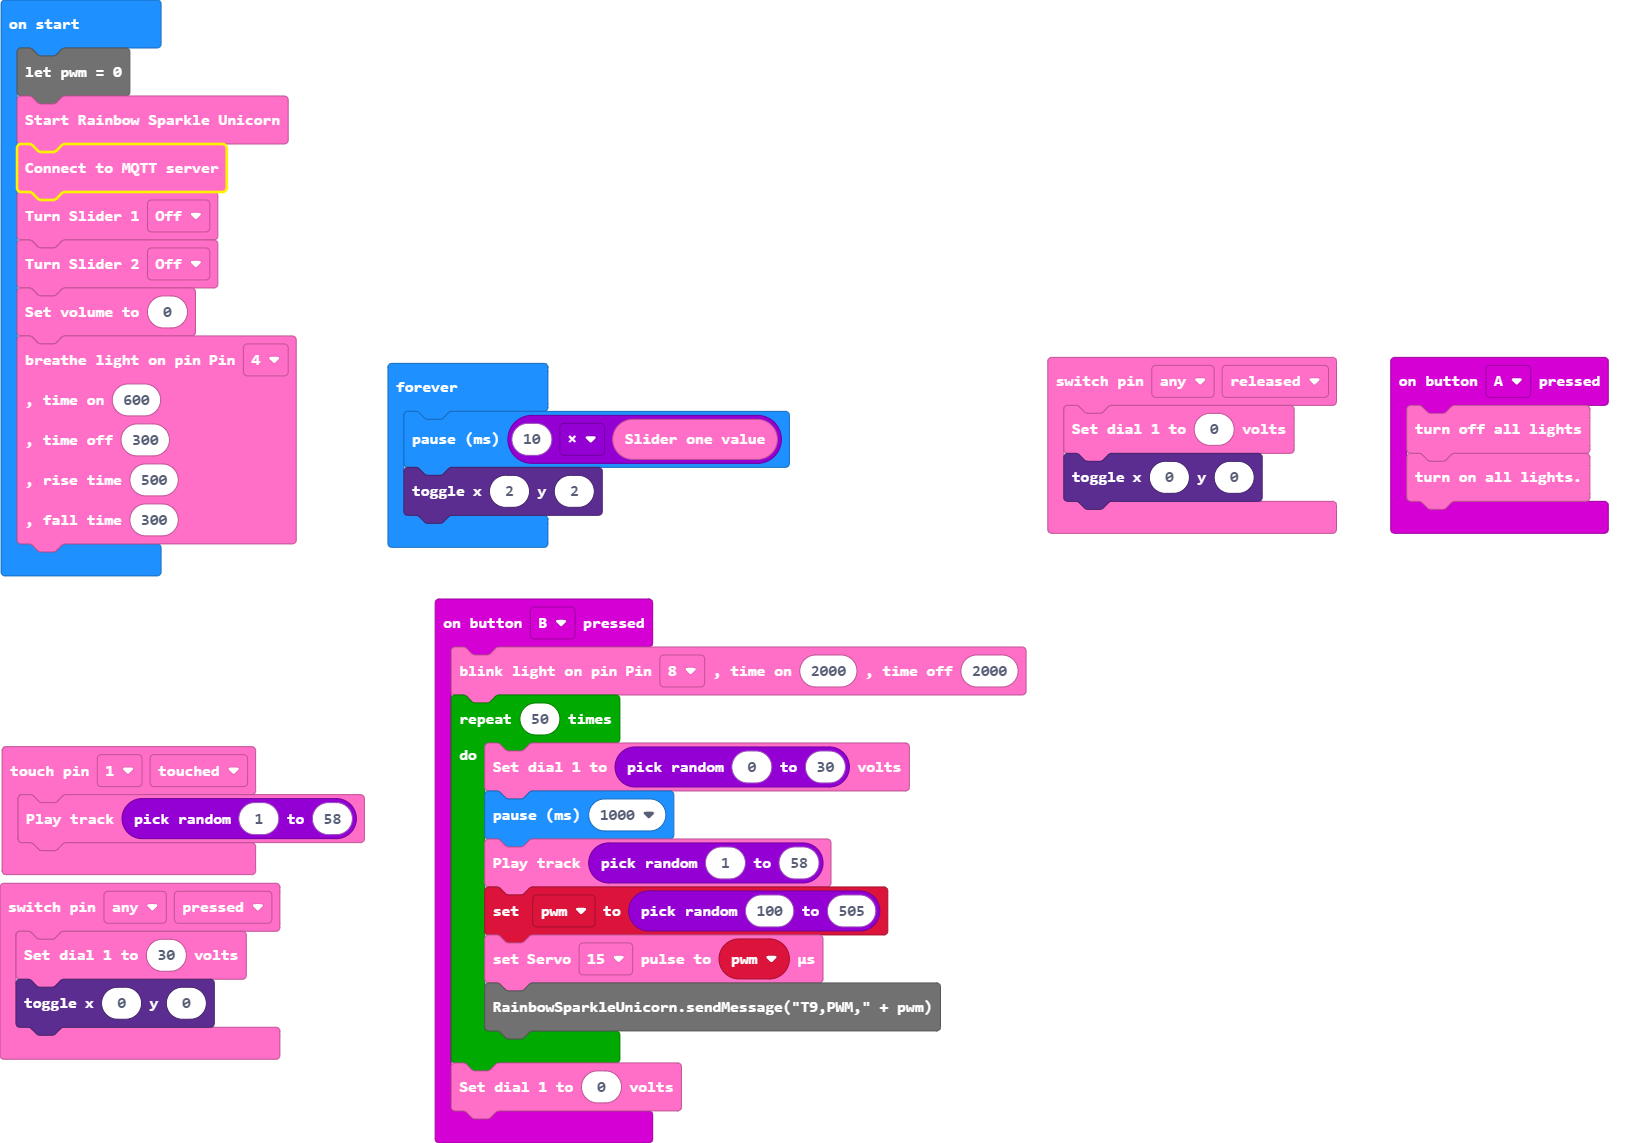 on start
let pwm = 0
Start Rainbow Sparkle Unicorn
Connect to MQTT server
Turn Slider 1 Off
Turn Slider 2 Off
Set volume to 0
breathe light on pin Pin 4
, time on 600
, time off 300
, rise time 500
, fall time 300
forever
pause (ms) 10 × Slider one value
toggle x 2 y 2
switch pin any released
Set dial 1 to 0 volts
toggle x 0 y 0
on button A pressed
turn off all lights
turn on all lights.
on button B pressed
blink light on pin Pin 8 , time on 2000 , time off 2000
repeat 50 times
do
Set dial 1 to pick random 0 to 30 volts
pause (ms) 1000
Play track pick random 1 to 58
set pwm to pick random 100 to 505
set Servo 15 pulse to pwm µs
RainbowSparkleUnicorn.sendMessage("T9,PWM," + pwm)
Set dial 1 to 0 volts
touch pin 1 touched
Play track pick random 1 to 58
switch pin any pressed
Set dial 1 to 30 volts
toggle x 0 y 0